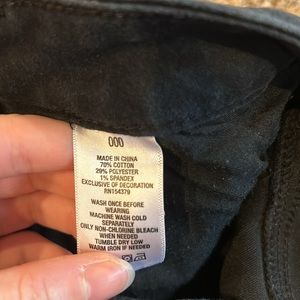 000
MADE IN CHINA
70% COTTON
29% POLYESTER
1% SPANDEX
EXCLUSIVE OF DECORATION
RN154379
WASH ONCE BEFORE
WEARING
MACHINE WASH COLD
SEPARATELY
ONLY NON-CHLORINE BLEACH
WHEN NEEDED
TUMBLE DRY LOW
WARM IRON IF NEEDED